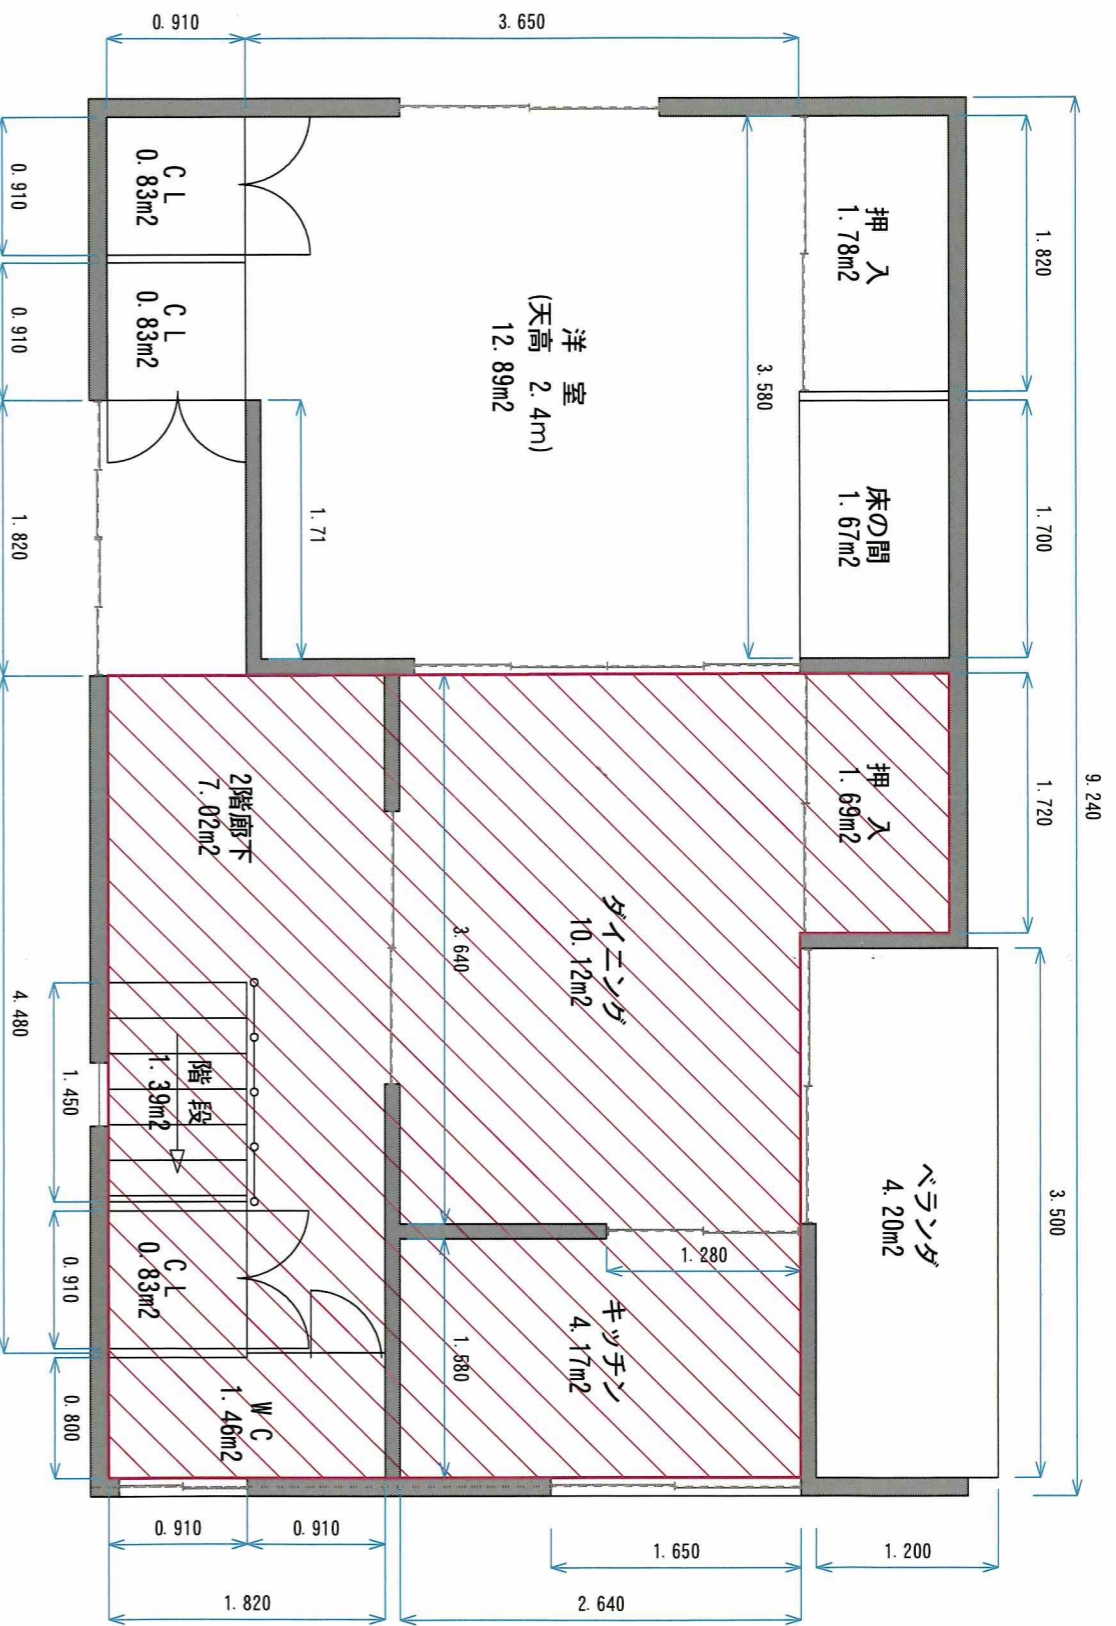 0.910
3.650
9.240
1.820
1.700
1.720
3.500
押入
1.78m2
床の間
1.67m2
押入
1.69m2
ベランダ
4.20m2
3.580
洋室
(天高 2.4m)
12.89m2
ダイニング
10.12m2
キッチン
4.17m2
1.280
3.640
1.580
1.71
CL
0.83m2
CL
0.83m2
2階廊下
7.02m2
階段
1.39m2
CL
0.83m2
WC
1.46m2
1.450
0.910
0.800
0.910
0.910
1.820
4.480
0.910
0.910
1.650
1.200
1.820
2.640